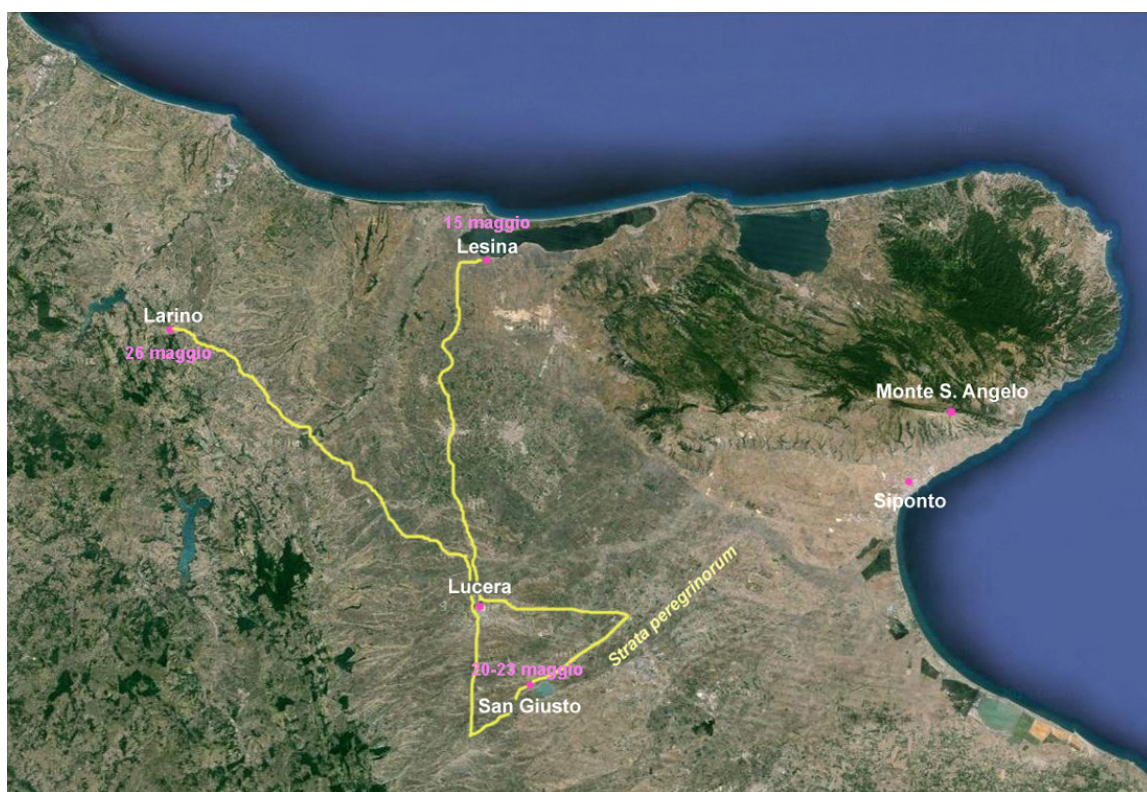 15 maggio
Lesina
Larino
26 maggio
Monte S. Angelo
Siponto
Strata peregrinorum
Lucera
20-23 maggio
San Giusto